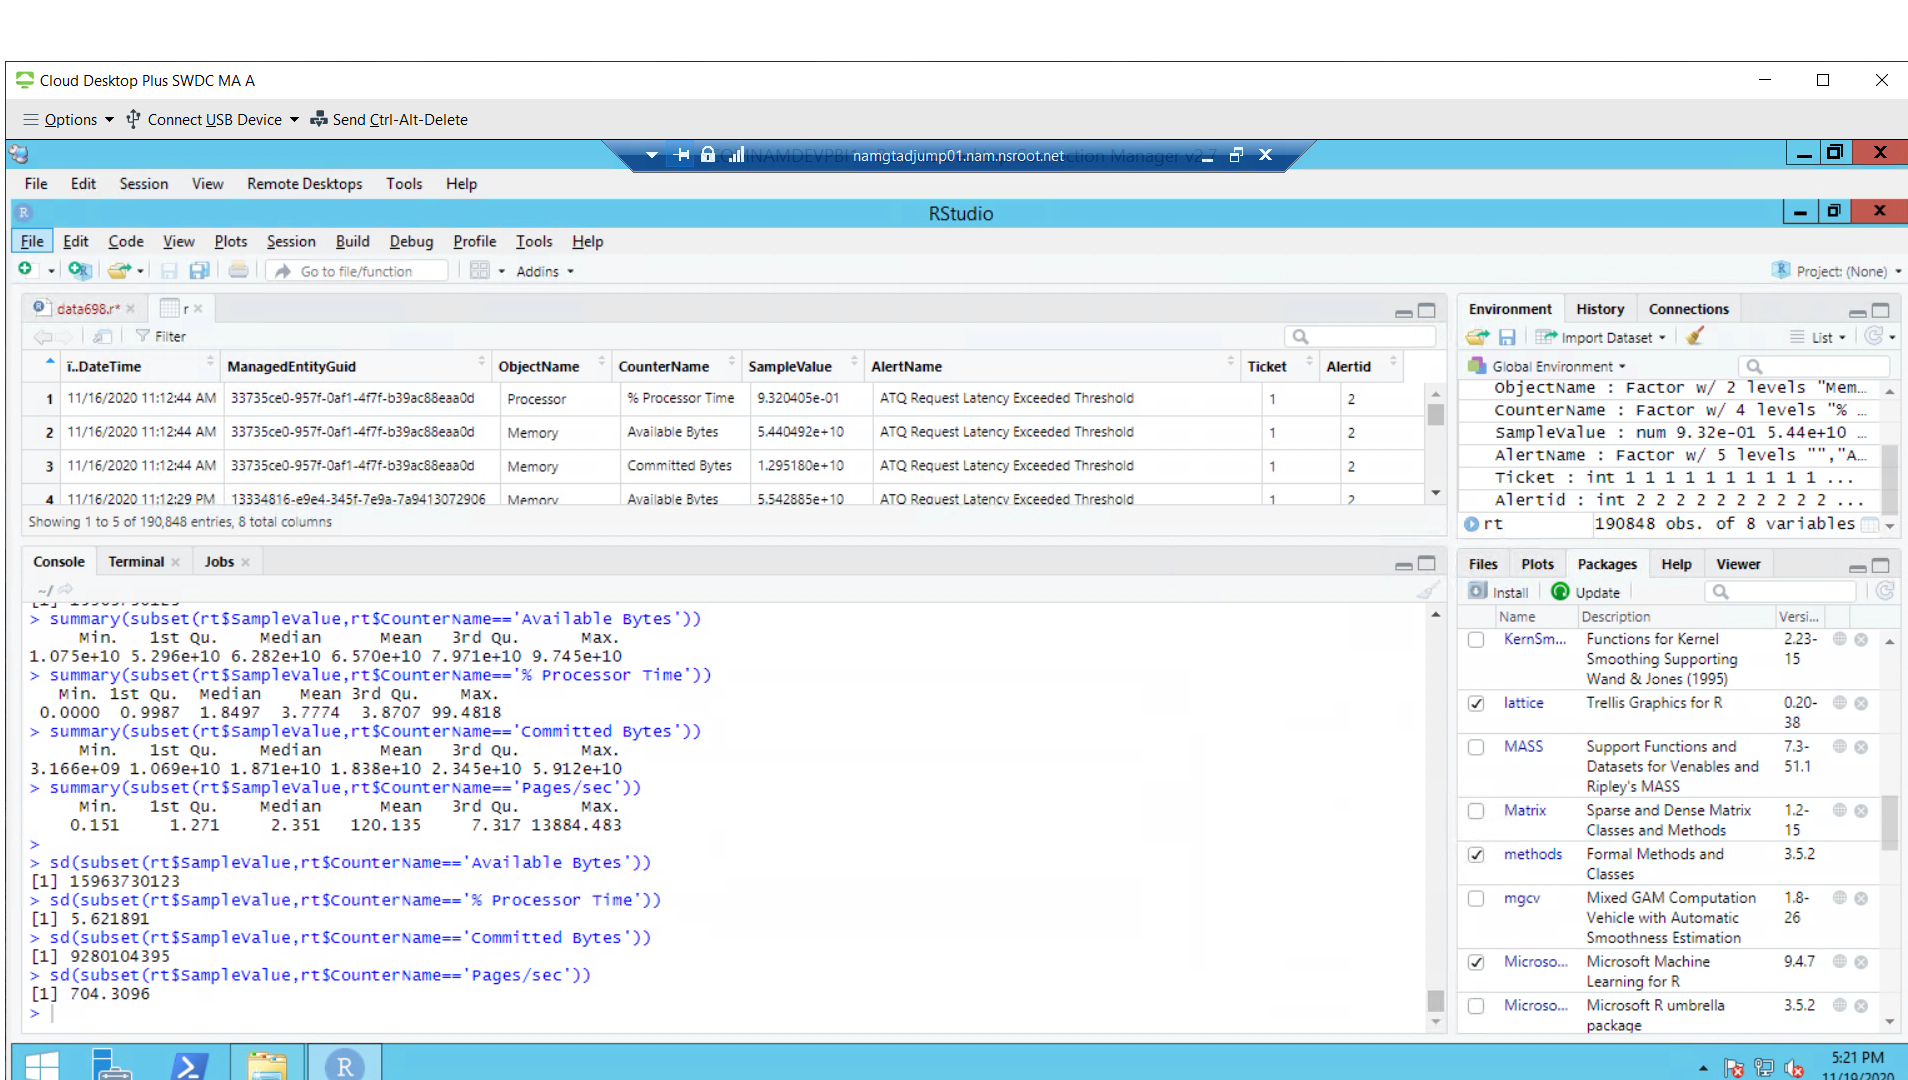 Cloud Desktop Plus SWDC MA A
Options Connect USB Device Send Ctrl-Alt-Delete
namgtadjump01.nam.nsroot.net
File Edit Session View Remote Desktops Tools Help
RStudio
File Edit Code View Plots Session Build Debug Profile Tools Help
Go to file/function Addins Project: (None)
data698.r* r
Filter
ï..DateTime ManagedEntityGuid ObjectName CounterName SampleValue AlertName Ticket Alertid
1 11/16/2020 11:12:44 AM 33735ce0-957f-0af1-4f7f-b39ac88eaa0d Processor % Processor Time 9.320405e-01 ATQ Request Latency Exceeded Threshold 1 2
2 11/16/2020 11:12:44 AM 33735ce0-957f-0af1-4f7f-b39ac88eaa0d Memory Available Bytes 5.440492e+10 ATQ Request Latency Exceeded Threshold 1 2
3 11/16/2020 11:12:44 AM 33735ce0-957f-0af1-4f7f-b39ac88eaa0d Memory Committed Bytes 1.295180e+10 ATQ Request Latency Exceeded Threshold 1 2
4 11/16/2020 11:12:29 PM 13334816-e9e4-345f-7e9a-7a9413072906 Memory Available Bytes 5.542885e+10 ATQ Request Latency Exceeded Threshold 1 2
Showing 1 to 5 of 190,848 entries, 8 total columns
Console Terminal Jobs
~/
> summary(subset(rt$SampleValue,rt$CounterName=='Available Bytes'))
Min. 1st Qu. Median Mean 3rd Qu. Max.
1.075e+10 5.296e+10 6.282e+10 6.570e+10 7.971e+10 9.745e+10
> summary(subset(rt$SampleValue,rt$CounterName=='% Processor Time'))
Min. 1st Qu. Median Mean 3rd Qu. Max.
0.0000 0.9987 1.8497 3.7774 3.8707 99.4818
> summary(subset(rt$SampleValue,rt$CounterName=='Committed Bytes'))
Min. 1st Qu. Median Mean 3rd Qu. Max.
3.166e+09 1.069e+10 1.871e+10 1.838e+10 2.345e+10 5.912e+10
> summary(subset(rt$SampleValue,rt$CounterName=='Pages/sec'))
Min. 1st Qu. Median Mean 3rd Qu. Max.
0.151 1.271 2.351 120.135 7.317 13884.483
>
> sd(subset(rt$SampleValue,rt$CounterName=='Available Bytes'))
[1] 15963730123
> sd(subset(rt$SampleValue,rt$CounterName=='% Processor Time'))
[1] 5.621891
> sd(subset(rt$SampleValue,rt$CounterName=='Committed Bytes'))
[1] 9280104395
> sd(subset(rt$SampleValue,rt$CounterName=='Pages/sec'))
[1] 704.3096
>
Environment History Connections
Import Dataset List
Global Environment
ObjectName : Factor w/ 2 levels "Mem...
CounterName : Factor w/ 4 levels "% ...
SampleValue : num 9.32e-01 5.44e+10 ...
AlertName : Factor w/ 5 levels "","A...
Ticket : int 1 1 1 1 1 1 1 1 1 1 ...
Alertid : int 2 2 2 2 2 2 2 2 2 2 ...
rt 190848 obs. of 8 variables
Files Plots Packages Help Viewer
Install Update
Name Description Versi...
KernSm... Functions for Kernel 2.23-
Smoothing Supporting 15
Wand & Jones (1995)
lattice Trellis Graphics for R 0.20-
38
MASS Support Functions and 7.3-
Datasets for Venables and 51.1
Ripley's MASS
Matrix Sparse and Dense Matrix 1.2-
Classes and Methods 15
methods Formal Methods and 3.5.2
Classes
mgcv Mixed GAM Computation 1.8-
Vehicle with Automatic 26
Smoothness Estimation
Microso... Microsoft Machine 9.4.7
Learning for R
Microso... Microsoft R umbrella 3.5.2
package
5:21 PM
11/19/2020